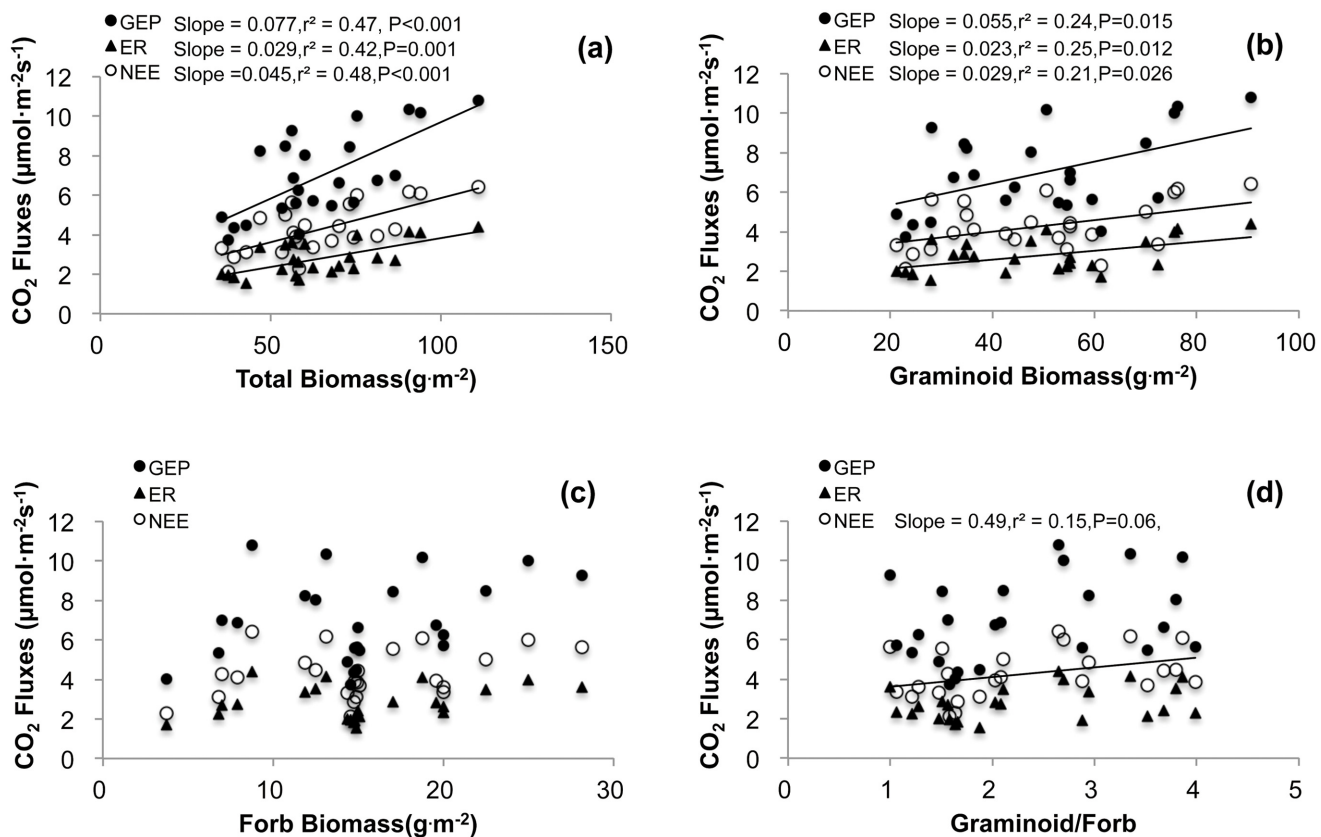 GEP Slope = 0.077,r² = 0.47, P<0.001
ER Slope = 0.029,r² = 0.42,P=0.001
NEE Slope =0.045,r² = 0.48,P<0.001
(a)
12
10
8
6
4
2
0
CO₂ Fluxes (µmol·m⁻²s⁻¹)
0 50 100 150
Total Biomass(g·m⁻²)
GEP Slope = 0.055,r² = 0.24,P=0.015
ER Slope = 0.023,r² = 0.25,P=0.012
NEE Slope = 0.029,r² = 0.21,P=0.026
(b)
12
10
8
6
4
2
0
CO₂ Fluxes (µmol·m⁻²s⁻¹)
0 20 40 60 80 100
Graminoid Biomass(g·m⁻²)
GEP
ER
NEE
(c)
12
10
8
6
4
2
0
CO₂ Fluxes (µmol·m⁻²s⁻¹)
0 10 20 30
Forb Biomass(g·m⁻²)
GEP
ER
NEE Slope = 0.49,r² = 0.15,P=0.06,
(d)
12
10
8
6
4
2
0
CO₂ Fluxes (µmol·m⁻²s⁻¹)
0 1 2 3 4 5
Graminoid/Forb